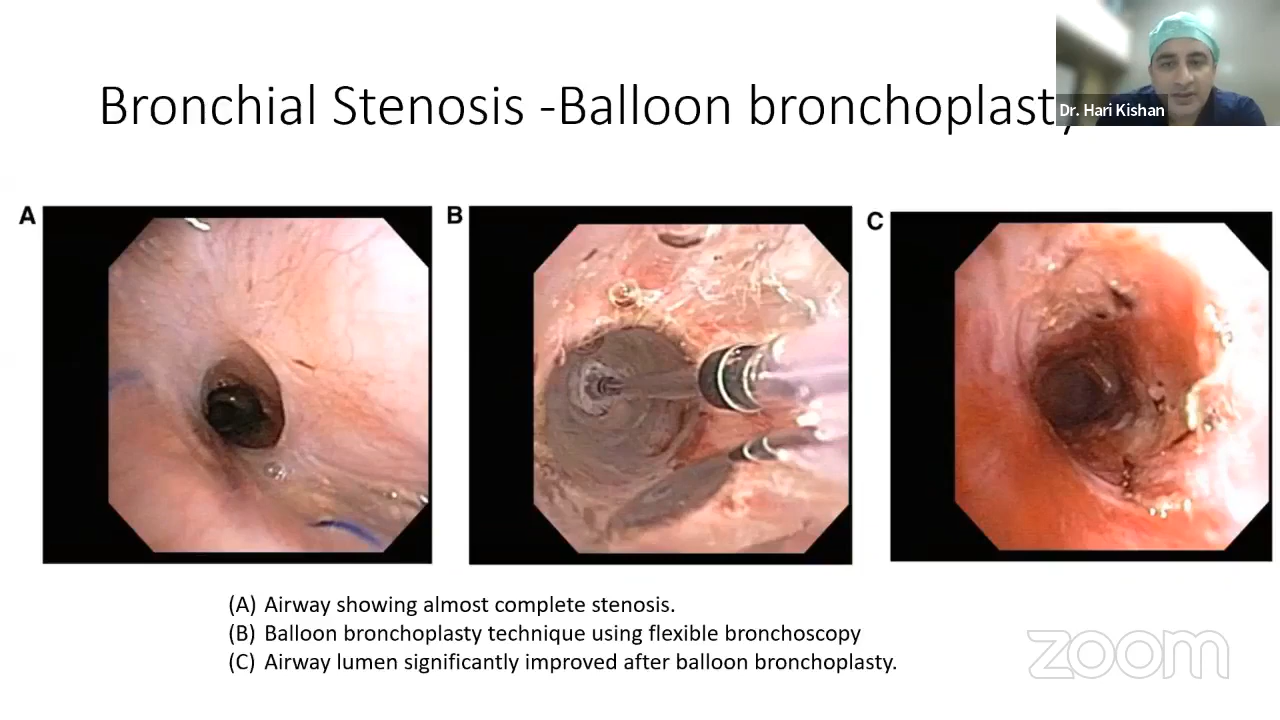 Bronchial Stenosis -Balloon bronchoplasty
Dr. Hari Kishan
A
B
C
(A) Airway showing almost complete stenosis.
(B) Balloon bronchoplasty technique using flexible bronchoscopy
(C) Airway lumen significantly improved after balloon bronchoplasty.
zoom